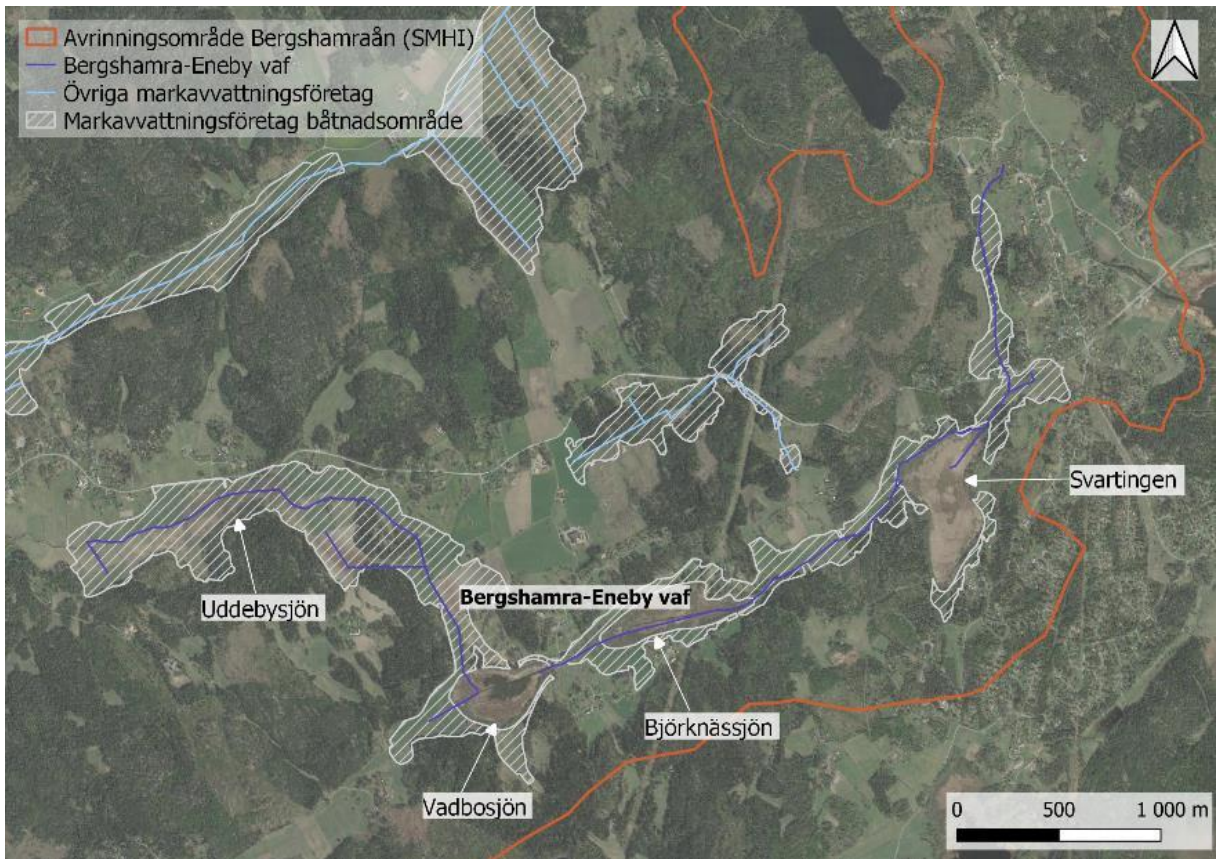 Avrinningsområde Bergshamraån (SMHI)
Bergshamra-Eneby vaf
Övriga markavvattningsföretag
Markavvattningsföretag båtnadsområde
Svartingen
Uddebysjön
Bergshamra-Eneby vaf
Björknässjön
Vadbosjön
0 500 1 000 m